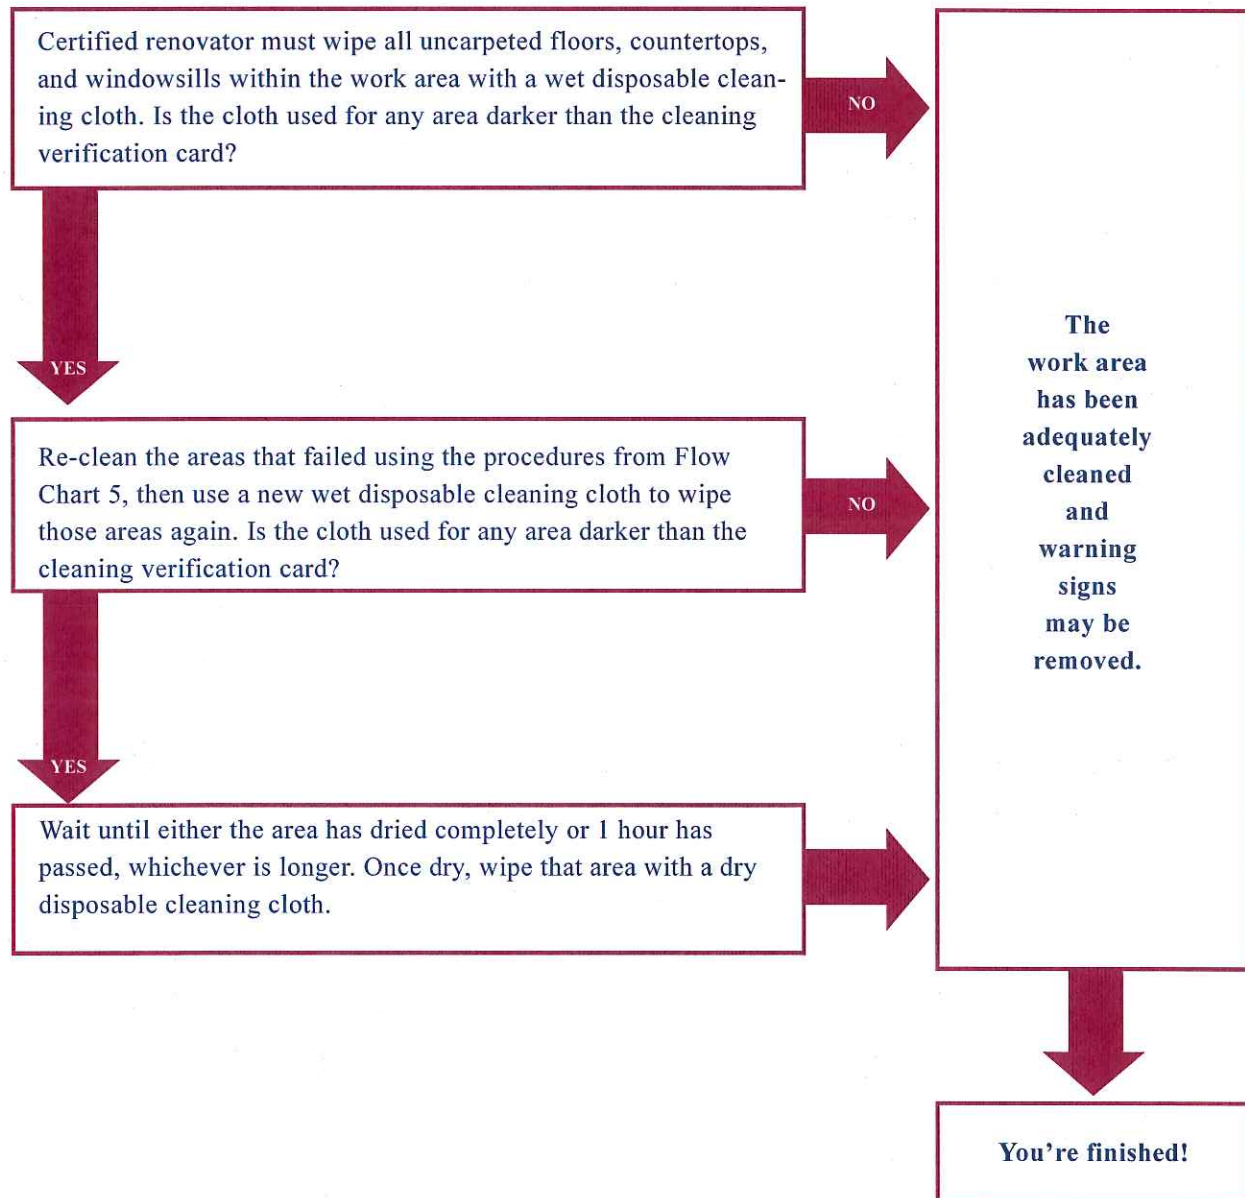 Certified renovator must wipe all uncarpeted floors, countertops,
and windowsills within the work area with a wet disposable clean-
ing cloth. Is the cloth used for any area darker than the cleaning
verification card?
NO
YES
Re-clean the areas that failed using the procedures from Flow
Chart 5, then use a new wet disposable cleaning cloth to wipe
those areas again. Is the cloth used for any area darker than the
cleaning verification card?
NO
YES
Wait until either the area has dried completely or 1 hour has
passed, whichever is longer. Once dry, wipe that area with a dry
disposable cleaning cloth.
The
work area
has been
adequately
cleaned
and
warning
signs
may be
removed.
You're finished!